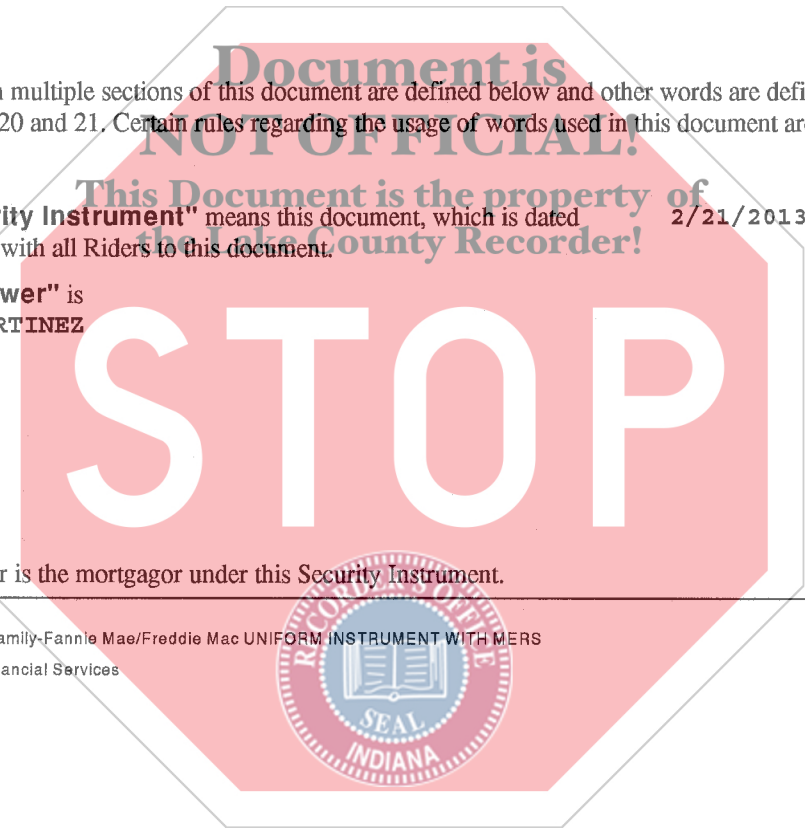 Document is
multiple sections of this document are defined below and other words are defi
20 and 21. Certain rules regarding the usage of words used in this document ar
NOT OFFICIAL!
This Document is the property of
ity Instrument" means this document, which is dated 2/21/2013
with all Riders to this document.
the Lake County Recorder!
wer" is
RTINEZ
STOP
r is the mortgagor under this Security Instrument.
amily-Fannie Mae/Freddie Mac UNIFORM INSTRUMENT WITH MERS
ancial Services
RECORDER'S OFFICE
SEAL
INDIANA